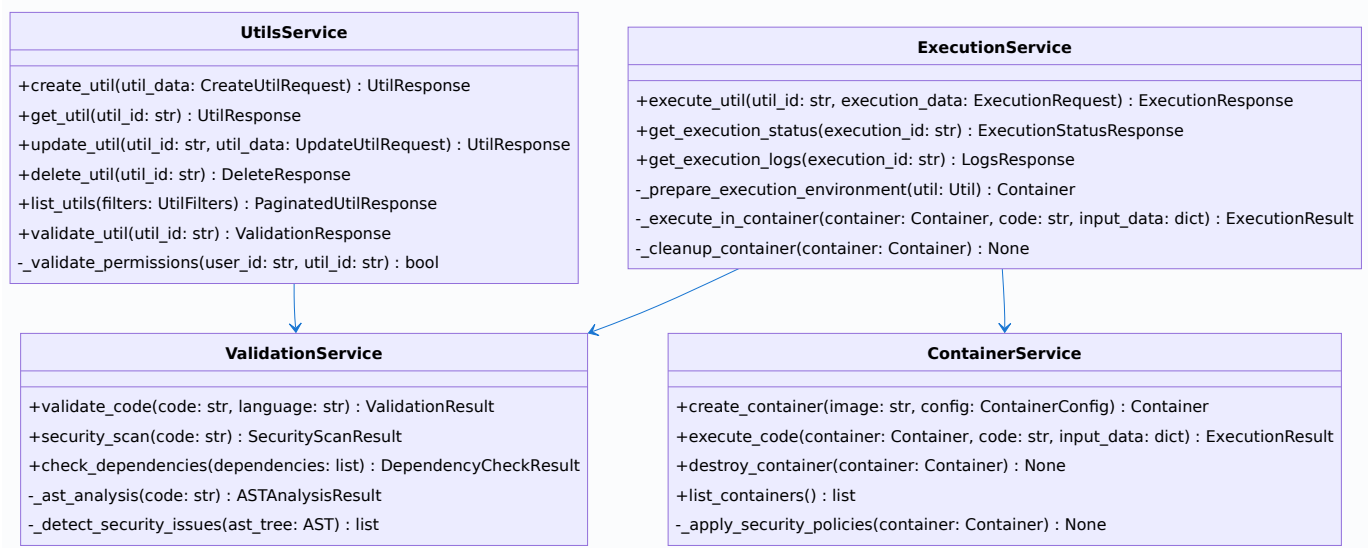 UtilsService
+create_util(util_data: CreateUtilRequest) : UtilResponse
+get_util(util_id: str) : UtilResponse
+update_util(util_id: str, util_data: UpdateUtilRequest) : UtilResponse
+delete_util(util_id: str) : DeleteResponse
+list_utils(filters: UtilFilters) : PaginatedUtilResponse
+validate_util(util_id: str) : ValidationResponse
-_validate_permissions(user_id: str, util_id: str) : bool
ExecutionService
+execute_util(util_id: str, execution_data: ExecutionRequest) : ExecutionResponse
+get_execution_status(execution_id: str) : ExecutionStatusResponse
+get_execution_logs(execution_id: str) : LogsResponse
-_prepare_execution_environment(util: Util) : Container
-_execute_in_container(container: Container, code: str, input_data: dict) : ExecutionResult
-_cleanup_container(container: Container) : None
ValidationService
+validate_code(code: str, language: str) : ValidationResult
+security_scan(code: str) : SecurityScanResult
+check_dependencies(dependencies: list) : DependencyCheckResult
-_ast_analysis(code: str) : ASTAnalysisResult
-_detect_security_issues(ast_tree: AST) : list
ContainerService
+create_container(image: str, config: ContainerConfig) : Container
+execute_code(container: Container, code: str, input_data: dict) : ExecutionResult
+destroy_container(container: Container) : None
+list_containers() : list
-_apply_security_policies(container: Container) : None